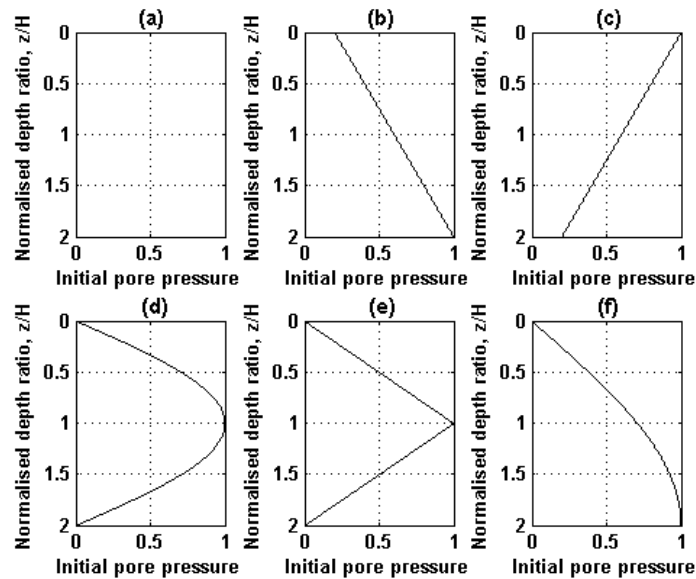 (a)
Normalised depth ratio, z/H
0
0.5
1
1.5
2
0
0.5
1
Initial pore pressure
(b)
Normalised depth ratio, z/H
0
0.5
1
1.5
2
0
0.5
1
Initial pore pressure
(c)
Normalised depth ratio, z/H
0
0.5
1
1.5
2
0
0.5
1
Initial pore pressure
(d)
Normalised depth ratio, z/H
0
0.5
1
1.5
2
0
0.5
1
Initial pore pressure
(e)
Normalised depth ratio, z/H
0
0.5
1
1.5
2
0
0.5
1
Initial pore pressure
(f)
Normalised depth ratio, z/H
0
0.5
1
1.5
2
0
0.5
1
Initial pore pressure